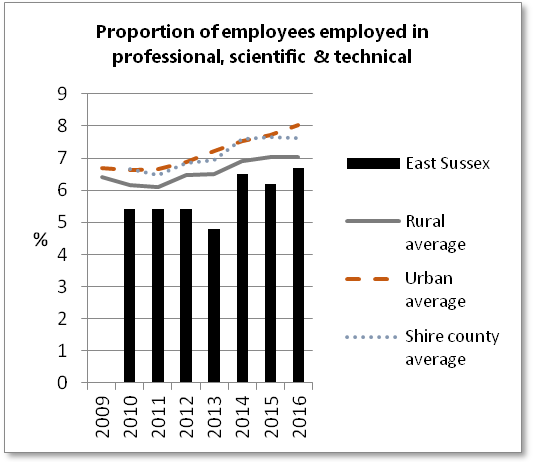 Proportion of employees employed in
professional, scientific & technical
9
8
7
6
5
4
3
2
1
0
%
2009
2010
2011
2012
2013
2014
2015
2016
East Sussex
Rural
average
Urban
average
Shire county
average